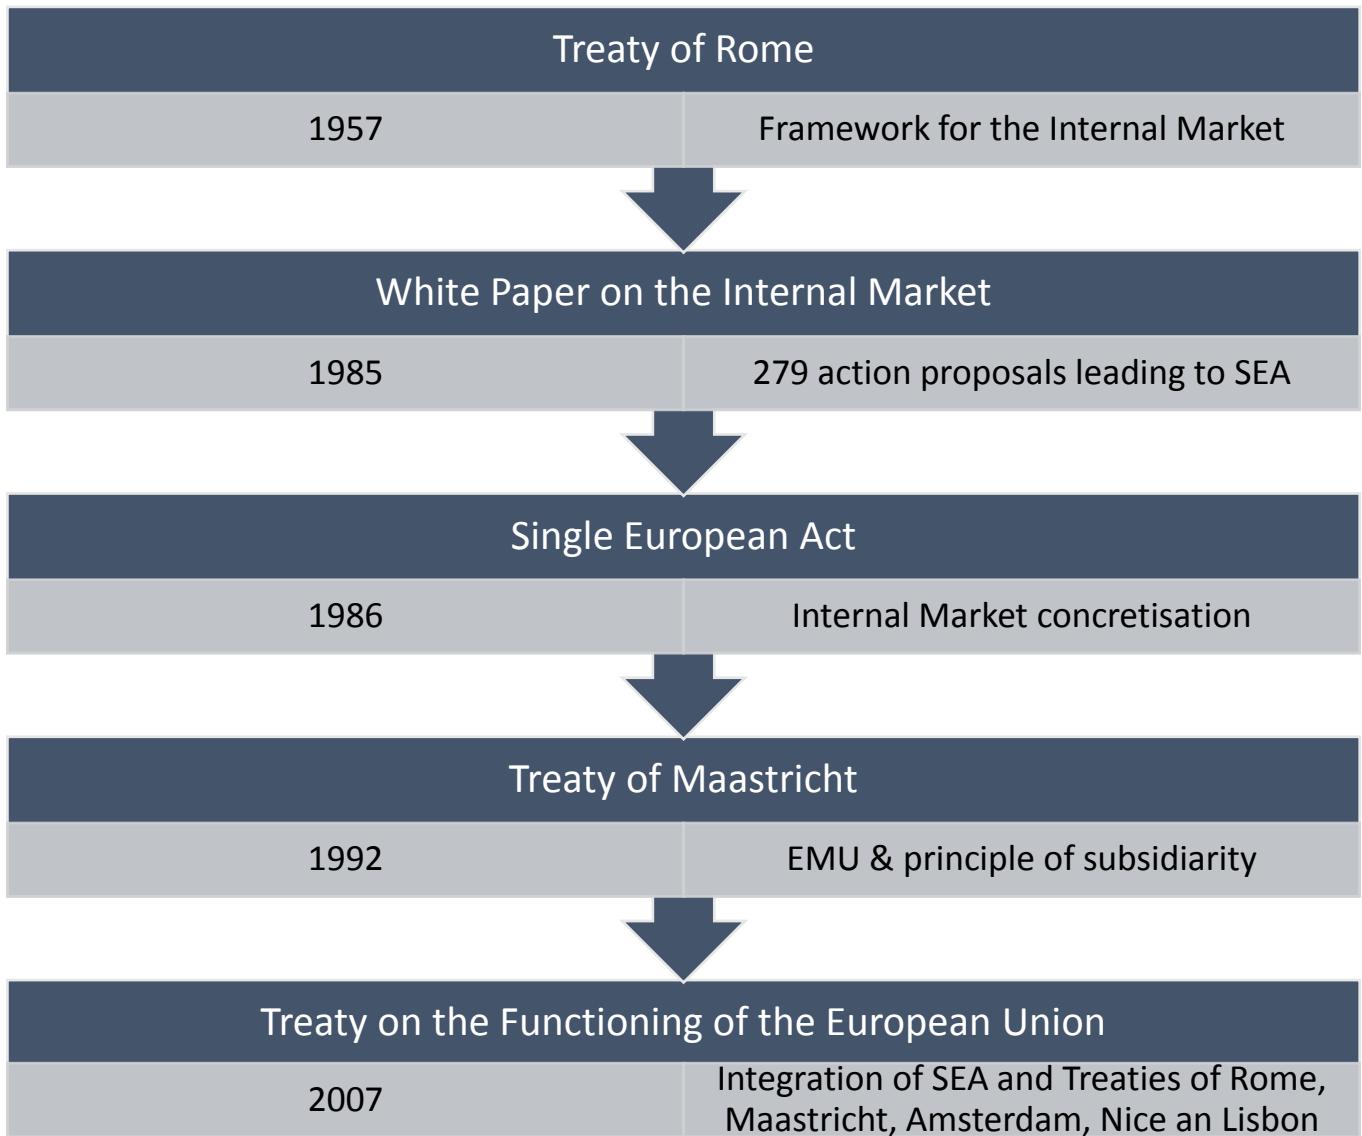 Treaty of Rome
1957
Framework for the Internal Market
White Paper on the Internal Market
1985
279 action proposals leading to SEA
Single European Act
1986
Internal Market concretisation
Treaty of Maastricht
1992
EMU & principle of subsidiarity
Treaty on the Functioning of the European Union
2007
Integration of SEA and Treaties of Rome,
Maastricht, Amsterdam, Nice an Lisbon